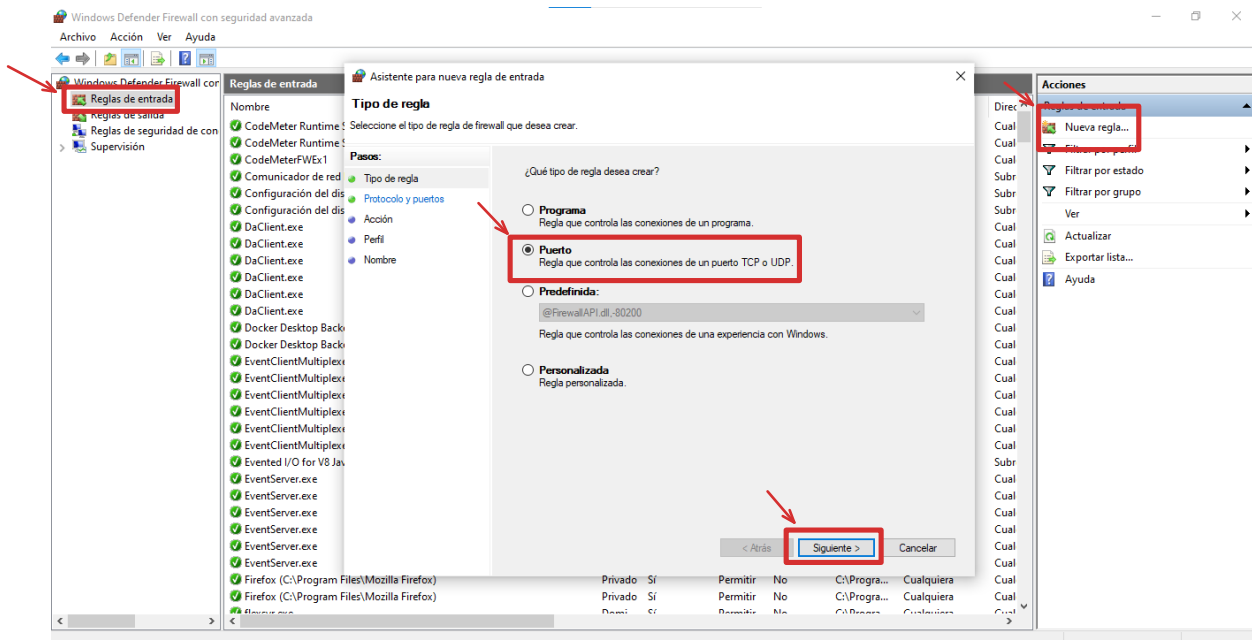 Windows Defender Firewall con seguridad avanzada
Archivo Acción Ver Ayuda
Windows Defender Firewall con
Reglas de entrada
Reglas de salida
Reglas de seguridad de con
Supervisión
Reglas de entrada
Nombre
CodeMeter Runtime S
CodeMeter Runtime S
CodeMeterFWEx1
Comunicador de red
Configuración del dis
Configuración del dis
DaClient.exe
DaClient.exe
DaClient.exe
DaClient.exe
DaClient.exe
DaClient.exe
Docker Desktop Back
Docker Desktop Back
EventClientMultiplexe
EventClientMultiplexe
EventClientMultiplexe
EventClientMultiplexe
EventClientMultiplexe
EventClientMultiplexe
Evented I/O for V8 Jav
EventServer.exe
EventServer.exe
EventServer.exe
EventServer.exe
EventServer.exe
EventServer.exe
Firefox (C:\Program Files\Mozilla Firefox) Privado Sí Permitir No C:\Progra... Cualquiera Cual
Firefox (C:\Program Files\Mozilla Firefox) Privado Sí Permitir No C:\Progra... Cualquiera Cual
Asistente para nueva regla de entrada
Tipo de regla
Seleccione el tipo de regla de firewall que desea crear.
Pasos:
Tipo de regla
Protocolo y puertos
Acción
Perfil
Nombre
¿Qué tipo de regla desea crear?
Programa
Regla que controla las conexiones de un programa.
Puerto
Regla que controla las conexiones de un puerto TCP o UDP.
Predefinida:
@FirewallAPI.dll,-80200
Regla que controla las conexiones de una experiencia con Windows.
Personalizada
Regla personalizada.
< Atrás
Siguiente >
Cancelar
Direc
Cual
Cual
Cual
Subr
Subr
Subr
Cual
Cual
Cual
Cual
Cual
Cual
Cual
Cual
Cual
Cual
Cual
Cual
Cual
Cual
Subr
Cual
Cual
Cual
Cual
Cual
Cual
Acciones
Reglas de entrada
Nueva regla...
Filtrar por perfil
Filtrar por estado
Filtrar por grupo
Ver
Actualizar
Exportar lista...
Ayuda